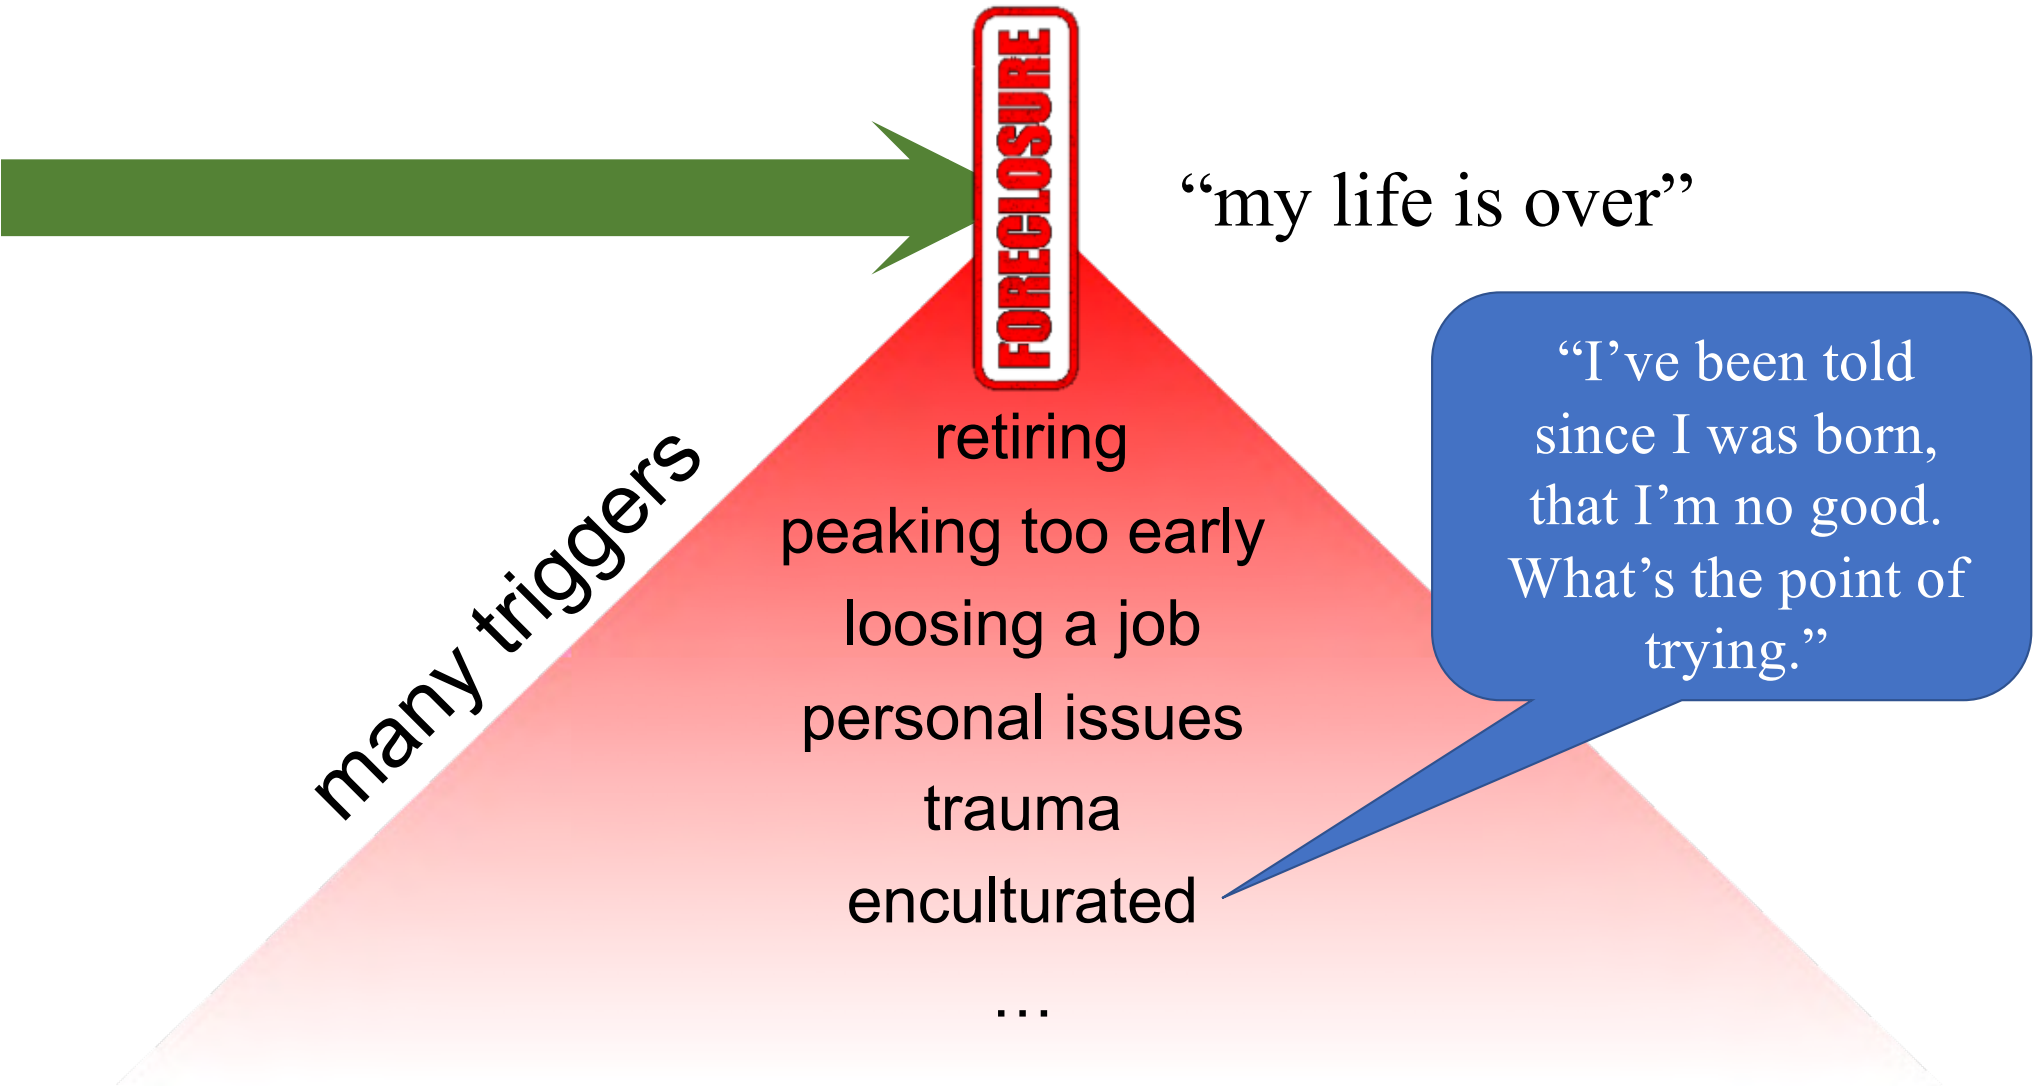 FORECLOSURE
“my life is over”
“I’ve been told
since I was born,
that I’m no good.
What’s the point of
trying.”
many triggers
retiring
peaking too early
loosing a job
personal issues
trauma
enculturated
…